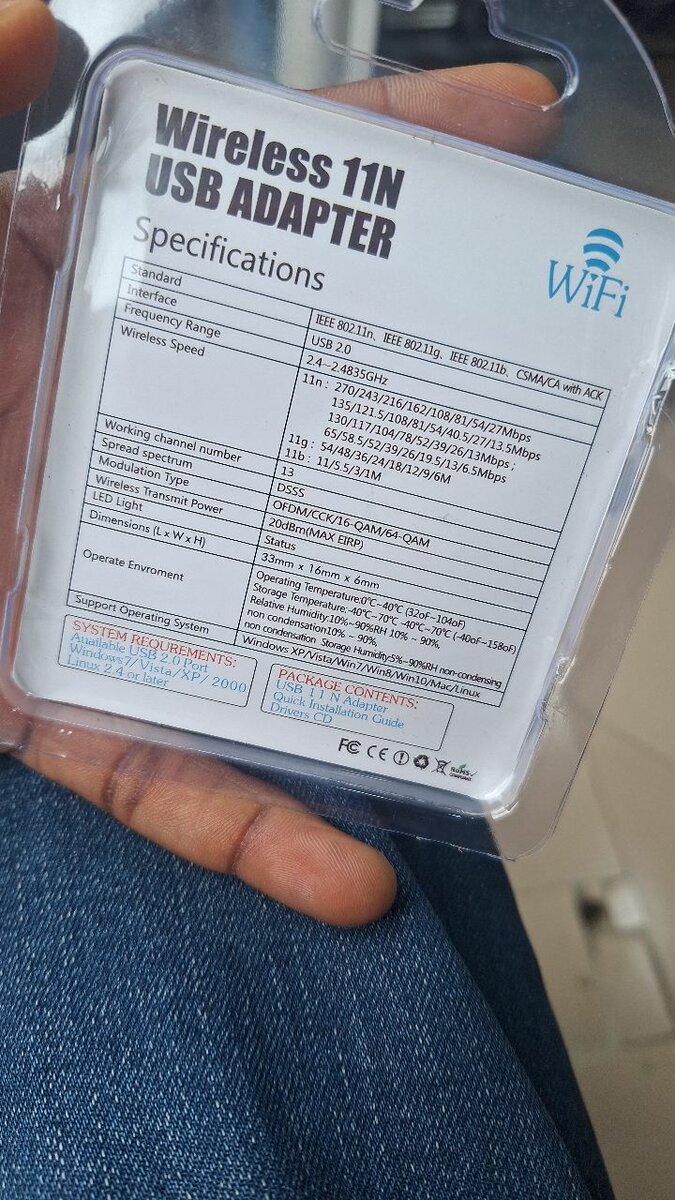 Wireless 11N
USB ADAPTER
Specifications
WiFi
Standard
IEEE 802.11n、IEEE 802.11g、IEEE 802.11b、CSMA/CA with ACK
Interface
USB 2.0
Frequency Range
2.4~2.4835GHz
Wireless Speed
11n : 270/243/216/162/108/81/54/27Mbps
135/121.5/108/81/54/40.5/27/13.5Mbps
130/117/104/78/52/39/26/13Mbps ;
65/58.5/52/39/26/19.5/13/6.5Mbps
11g : 54/48/36/24/18/12/9/6M
11b : 11/5.5/3/1M
Working channel number
13
Spread spectrum
DSSS
Modulation Type
OFDM/CCK/16-QAM/64-QAM
Wireless Transmit Power
20dBm(MAX EIRP)
LED Light
Status
Dimensions (L x W x H)
33mm x 16mm x 6mm
Operate Enviroment
Operating Temperature:0℃~40℃ (32oF~104oF)
Storage Temperature:-40℃~70℃ -40℃~70℃ (-40oF~158oF)
Relative Humidity:10%~90%RH 10% ~ 90%,
non condensation10% ~ 90%,
non condensation Storage Humidity:5%~90%RH non-condensing
Support Operating System
Windows XP/Vista/Win7/Win8/Win10/Mac/Linux
SYSTEM REQUREMENTS:
Auailable USB 2.0 Port
Windows7/Vista/XP/ 2000
Linux 2.4 or later
PACKAGE CONTENTS:
USB 11 N Adapter
Quick Installation Guide
Drivers CD
FC CE RoHS
COMPLIANT